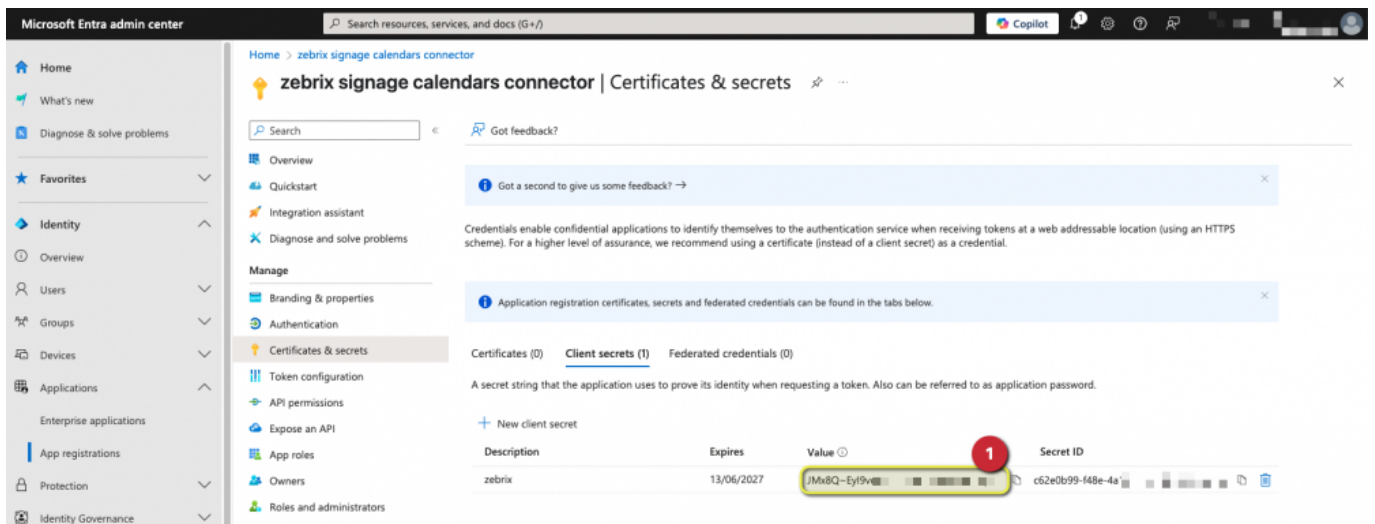 Microsoft Entra admin center
Search resources, services, and docs (G+/)
Copilot
1
Home
What's new
Diagnose & solve problems
Favorites
Identity
Overview
Users
Groups
Devices
Applications
Enterprise applications
App registrations
Protection
Identity Governance
Home > zebrix signage calendars connector
zebrix signage calendars connector | Certificates & secrets
Search
Overview
Quickstart
Integration assistant
Diagnose and solve problems
Manage
Branding & properties
Authentication
Certificates & secrets
Token configuration
API permissions
Expose an API
App roles
Owners
Roles and administrators
Got feedback?
Got a second to give us some feedback? →
Credentials enable confidential applications to identify themselves to the authentication service when receiving tokens at a web addressable location (using an HTTPS
scheme). For a higher level of assurance, we recommend using a certificate (instead of a client secret) as a credential.
Application registration certificates, secrets and federated credentials can be found in the tabs below.
Certificates (0) Client secrets (1) Federated credentials (0)
A secret string that the application uses to prove its identity when requesting a token. Also can be referred to as application password.
+ New client secret
Description Expires Value 1 Secret ID
zebrix 13/06/2027